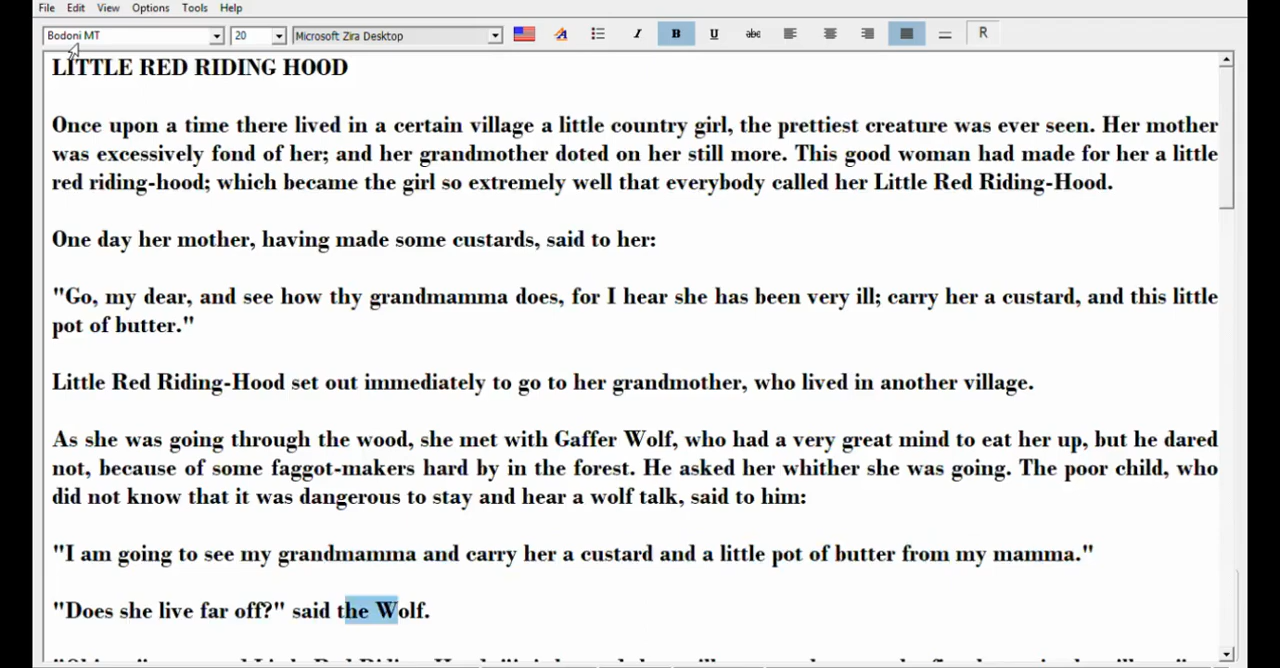 File Edit View Options Tools Help
Bodoni MT 20 Microsoft Zira Desktop I B U abc R
LITTLE RED RIDING HOOD
Once upon a time there lived in a certain village a little country girl, the prettiest creature was ever seen. Her mother
was excessively fond of her; and her grandmother doted on her still more. This good woman had made for her a little
red riding-hood; which became the girl so extremely well that everybody called her Little Red Riding-Hood.
One day her mother, having made some custards, said to her:
"Go, my dear, and see how thy grandmamma does, for I hear she has been very ill; carry her a custard, and this little
pot of butter."
Little Red Riding-Hood set out immediately to go to her grandmother, who lived in another village.
As she was going through the wood, she met with Gaffer Wolf, who had a very great mind to eat her up, but he dared
not, because of some faggot-makers hard by in the forest. He asked her whither she was going. The poor child, who
did not know that it was dangerous to stay and hear a wolf talk, said to him:
"I am going to see my grandmamma and carry her a custard and a little pot of butter from my mamma."
"Does she live far off?" said the Wolf.